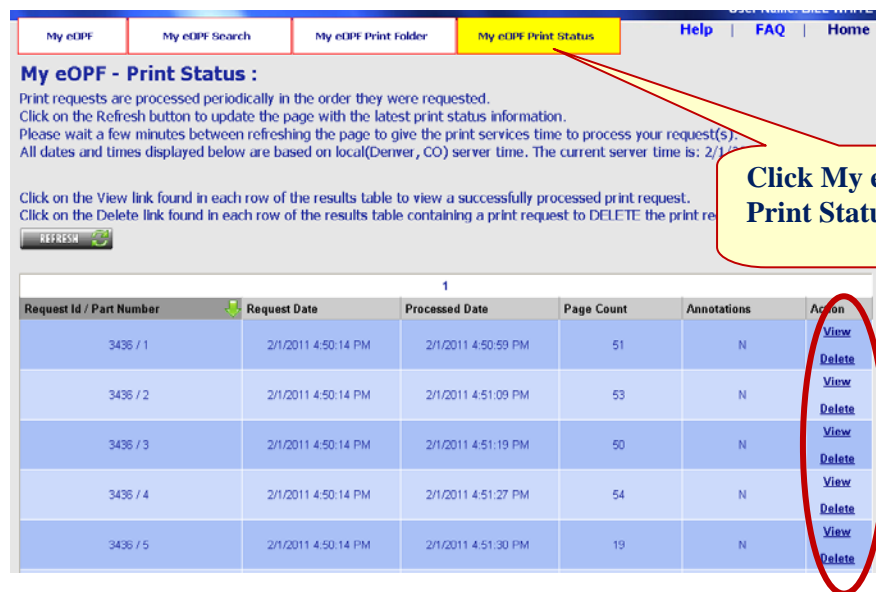 User Name: BILL WHITE
My eOPF
My eOPF Search
My eOPF Print Folder
My eOPF Print Status
Help | FAQ | Home
My eOPF - Print Status :
Print requests are processed periodically in the order they were requested.
Click on the Refresh button to update the page with the latest print status information.
Please wait a few minutes between refreshing the page to give the print services time to process your request(s).
All dates and times displayed below are based on local(Denver, CO) server time. The current server time is: 2/1/
Click My e
Print Statu
Click on the View link found in each row of the results table to view a successfully processed print request.
Click on the Delete link found in each row of the results table containing a print request to DELETE the print re
REFRESH
1
Request Id / Part Number Request Date Processed Date Page Count Annotations Action
3436 / 1 2/1/2011 4:50:14 PM 2/1/2011 4:50:59 PM 51 N View
Delete
3436 / 2 2/1/2011 4:50:14 PM 2/1/2011 4:51:09 PM 53 N View
Delete
3436 / 3 2/1/2011 4:50:14 PM 2/1/2011 4:51:19 PM 50 N View
Delete
3436 / 4 2/1/2011 4:50:14 PM 2/1/2011 4:51:27 PM 54 N View
Delete
3436 / 5 2/1/2011 4:50:14 PM 2/1/2011 4:51:30 PM 19 N View
Delete